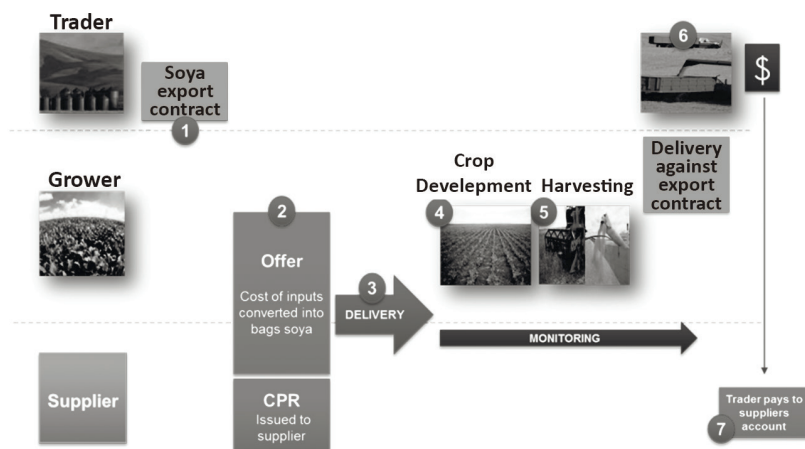 Trader
Soya
export
contract
1
6
$
Grower
Crop
Develepment
Harvesting
Delivery
against
export
contract
2
Offer
Cost of inputs
converted into
bags soya
3
DELIVERY
4
5
MONITORING
Supplier
CPR
Issued to
supplier
Trader pays to
suppliers
account
7